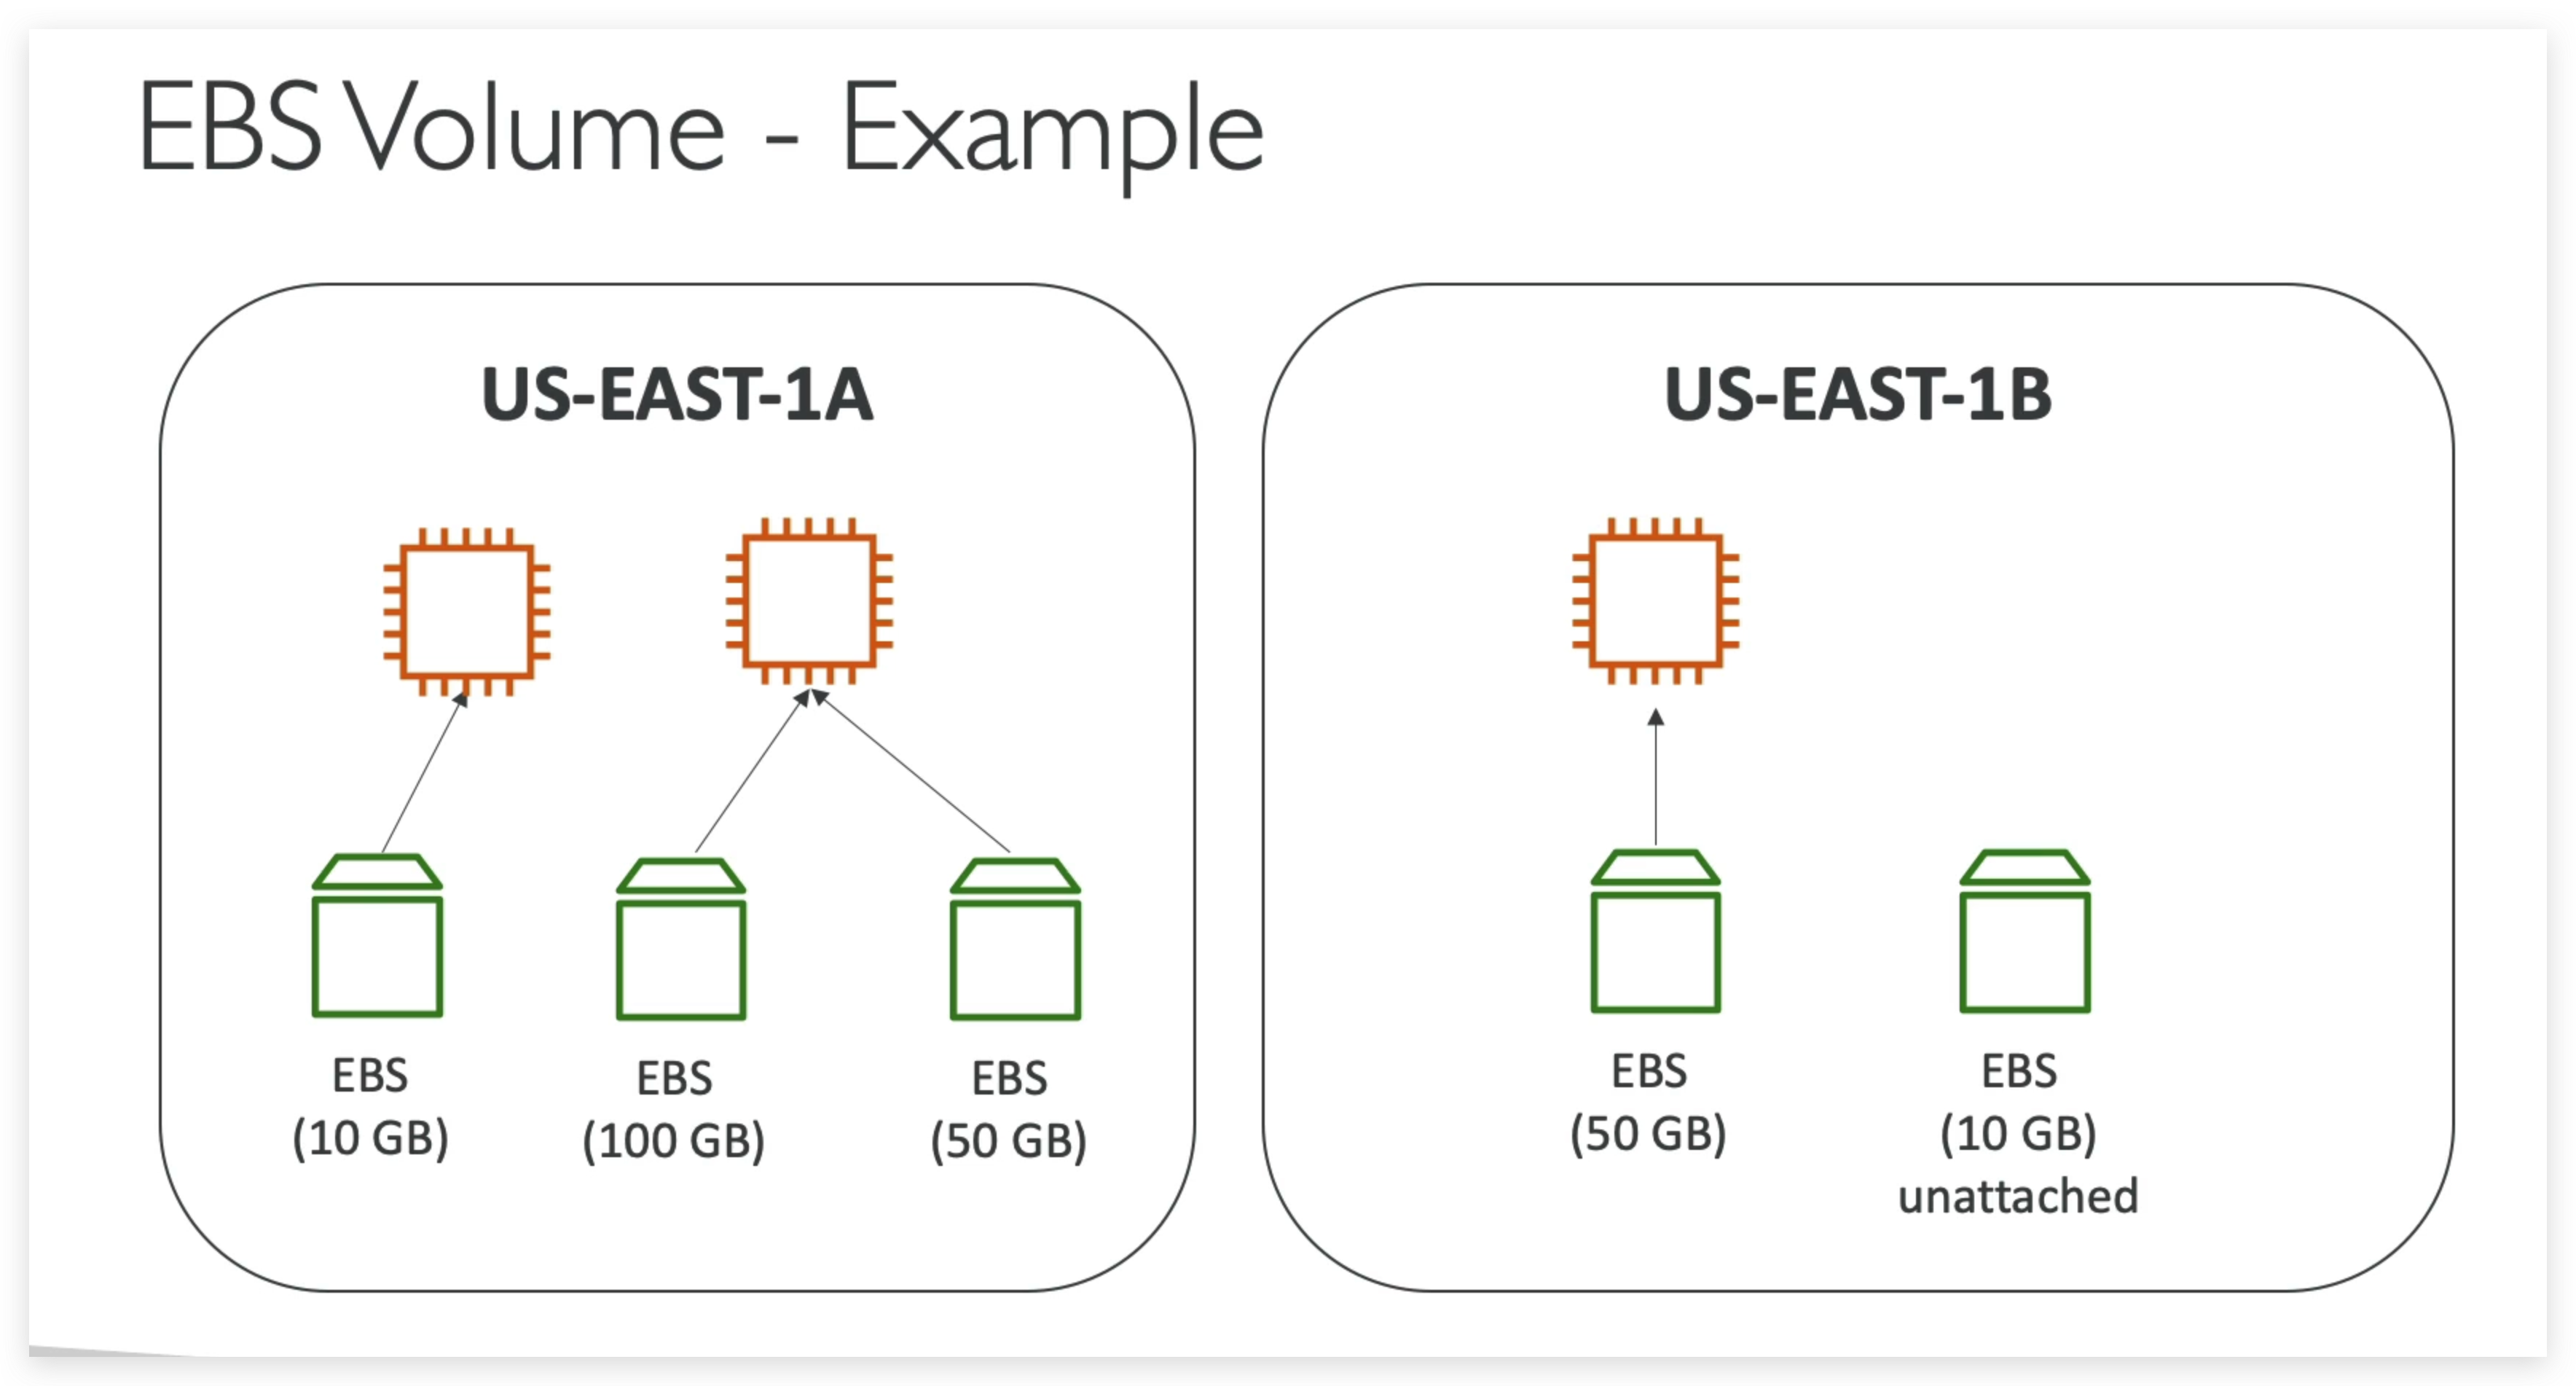 EBS Volume - Example
US-EAST-1A
EBS
(10 GB)
EBS
(100 GB)
EBS
(50 GB)
US-EAST-1B
EBS
(50 GB)
EBS
(10 GB)
unattached